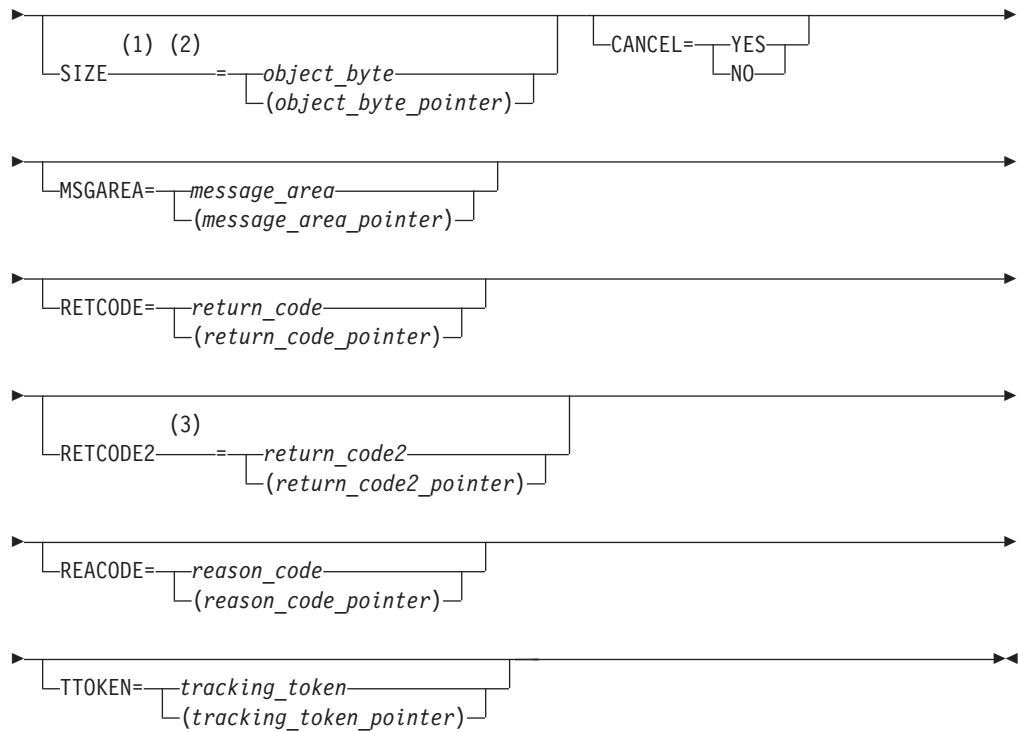 (1) (2)
SIZE = object_byte
(object_byte_pointer)
CANCEL= YES
NO
MSGAREA= message_area
(message_area_pointer)
RETCODE= return_code
(return_code_pointer)
(3)
RETCODE2 = return_code2
(return_code2_pointer)
REACODE= reason_code
(reason_code_pointer)
TTOKEN= tracking_token
(tracking_token_pointer)